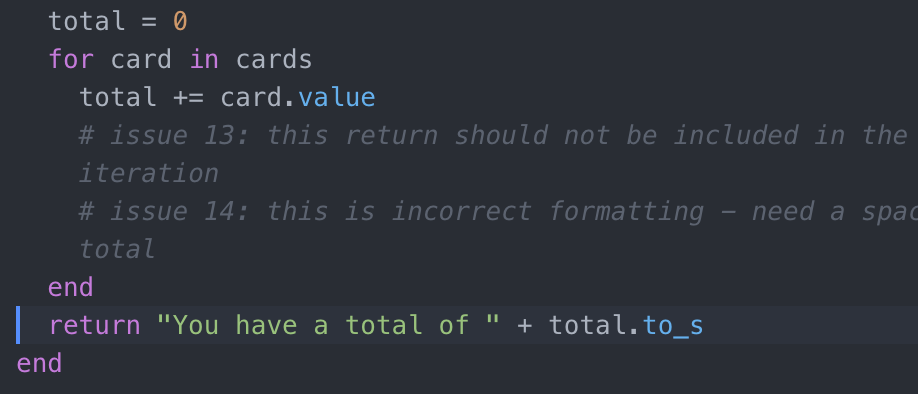 total = 0
for card in cards
total += card.value
# issue 13: this return should not be included in the
iteration
# issue 14: this is incorrect formatting – need a
total
end
return "You have a total of " + total.to_s
end